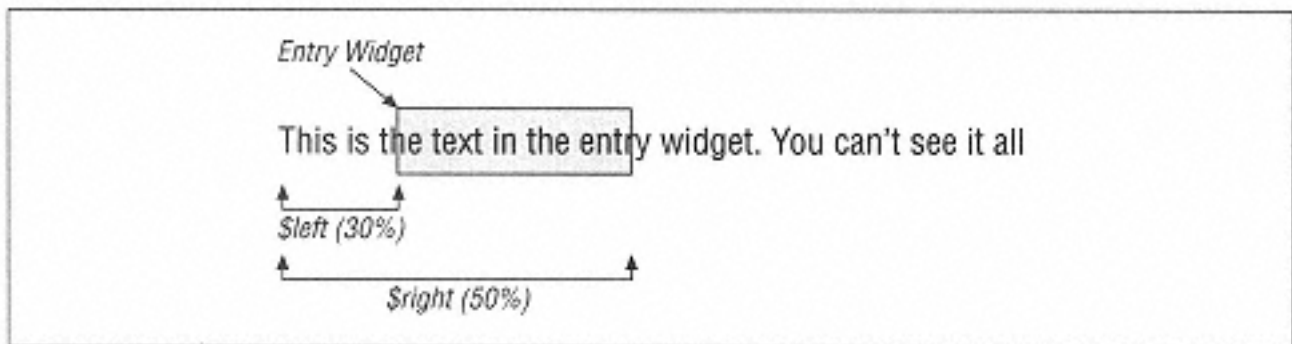 Entry Widget
This is the text in the entry widget. You can't see it all
$left (30%)
$right (50%)